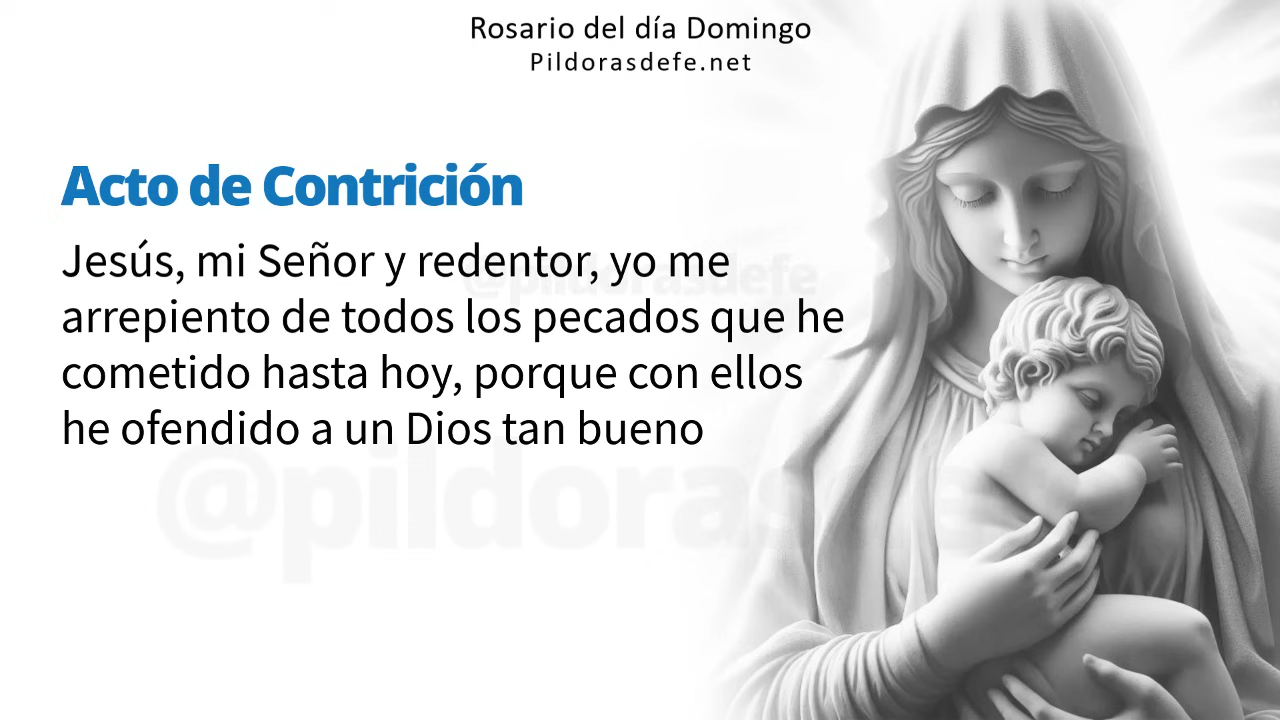 Rosario del día Domingo
Pildorasdefe.net
Acto de Contrición
Jesús, mi Señor y redentor, yo me
@pildorasdefe
arrepiento de todos los pecados que he
cometido hasta hoy, porque con ellos
he ofendido a un Dios tan bueno
@pildorasdefe